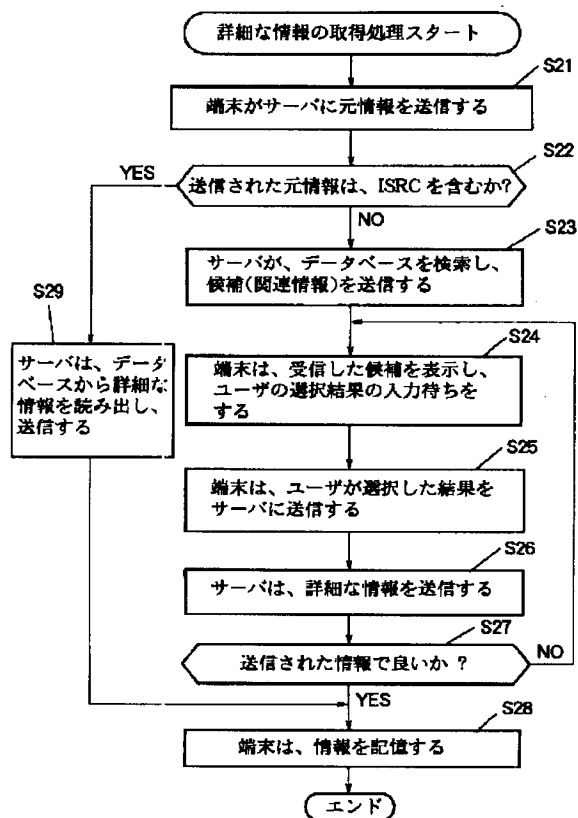 詳細な情報の取得処理スタート
S21
端末がサーバに元情報を送信する
S22
送信された元情報は、ISRCを含むか?
YES
NO
S23
サーバが、データベースを検索し、
候補(関連情報)を送信する
S29
サーバは、データ
ベースから詳細な
情報を読み出し、
送信する
S24
端末は、受信した候補を表示し、
ユーザの選択結果の入力待ちを
する
S25
端末は、ユーザが選択した結果を
サーバに送信する
S26
サーバは、詳細な情報を送信する
S27
送信された情報で良いか?
NO
YES
S28
端末は、情報を記憶する
エンド